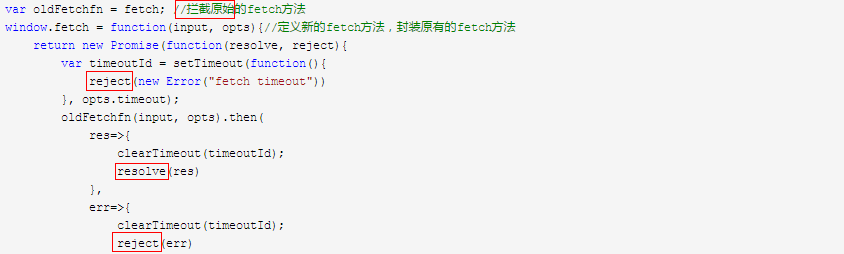 var oldFetchfn = fetch; //拦截原始的fetch方法
window.fetch = function(input, opts){//定义新的fetch方法，封装原有的fetch方法
    return new Promise(function(resolve, reject){
        var timeoutId = setTimeout(function(){
            reject(new Error("fetch timeout"))
        }, opts.timeout);
        oldFetchfn(input, opts).then(
            res=>{
                clearTimeout(timeoutId);
                resolve(res)
            },
            err=>{
                clearTimeout(timeoutId);
                reject(err)